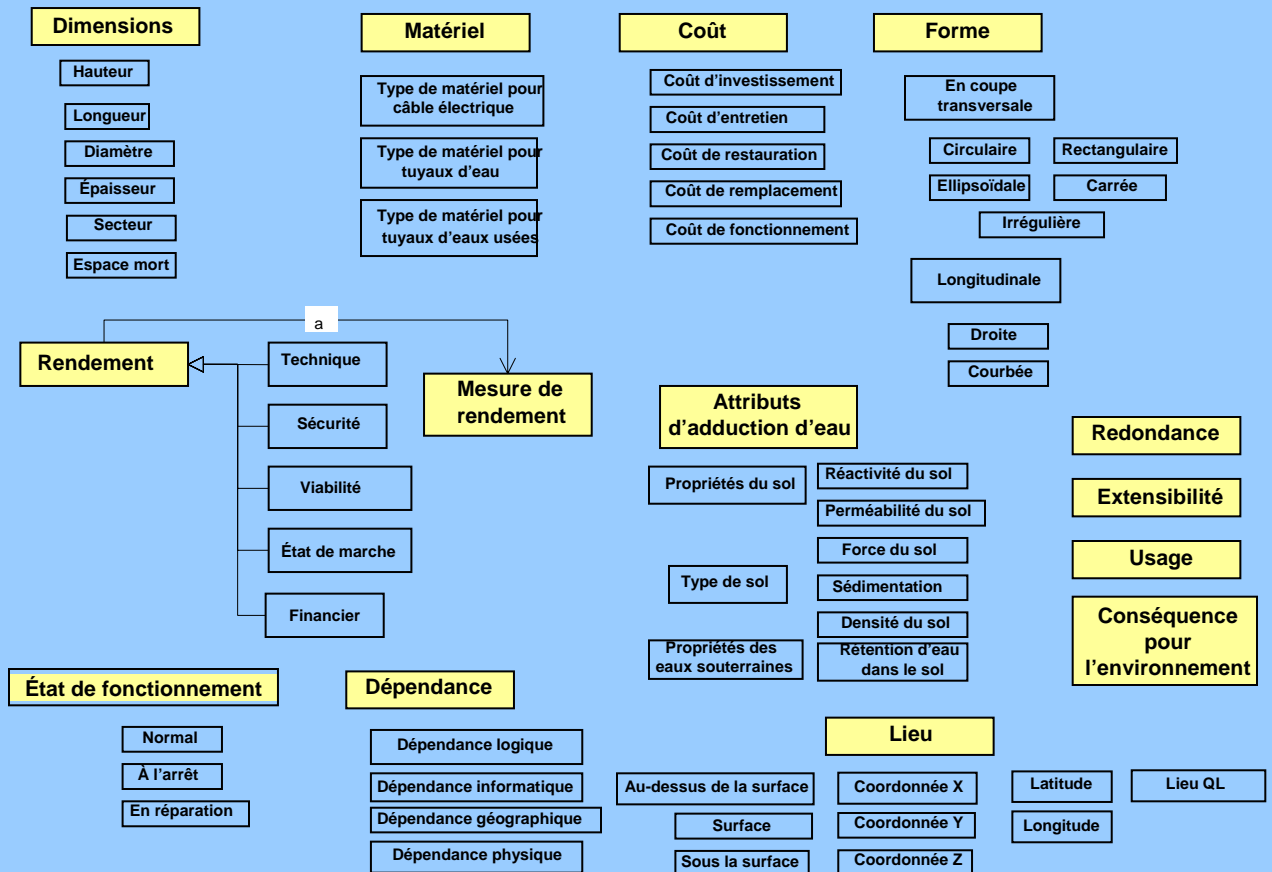 Dimensions
Hauteur
Longueur
Diamètre
Épaisseur
Secteur
Espace mort
Matériel
Type de matériel pour
câble électrique
Type de matériel pour
tuyaux d'eau
Type de matériel pour
tuyaux d'eaux usées
Coût
Coût d'investissement
Coût d'entretien
Coût de restauration
Coût de remplacement
Coût de fonctionnement
Forme
En coupe
transversale
Circulaire
Rectangulaire
Ellipsoïdale
Carrée
Irrégulière
Longitudinale
Droite
Courbée
a
Rendement
Technique
Sécurité
Viabilité
État de marche
Financier
Mesure de
rendement
Attributs
d'adduction d'eau
Propriétés du sol
Type de sol
Propriétés des
eaux souterraines
Réactivité du sol
Perméabilité du sol
Force du sol
Sédimentation
Densité du sol
Rétention d'eau
dans le sol
Redondance
Extensibilité
Usage
Conséquence
pour
l'environnement
État de fonctionnement
Normal
À l'arrêt
En réparation
Dépendance
Dépendance logique
Dépendance informatique
Dépendance géographique
Dépendance physique
Lieu
Au-dessus de la surface
Surface
Sous la surface
Coordonnée X
Coordonnée Y
Coordonnée Z
Latitude
Longitude
Lieu QL